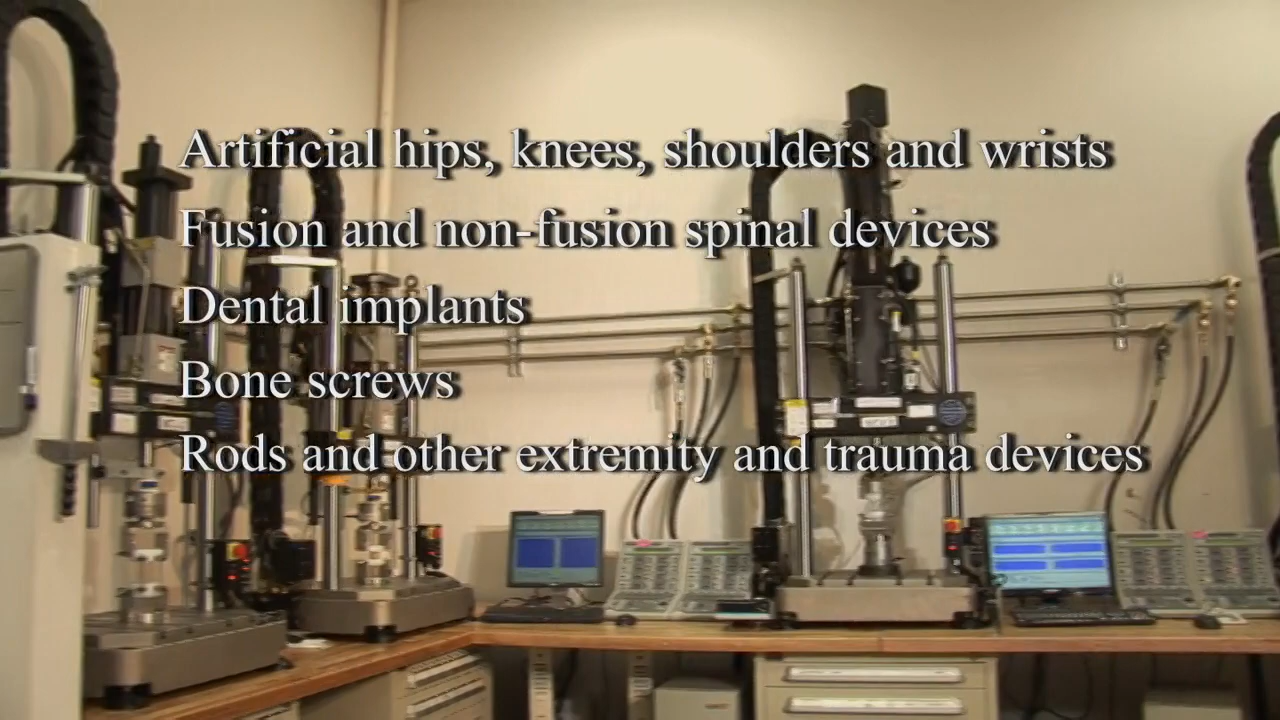 Artificial hips, knees, shoulders and wrists
Fusion and non-fusion spinal devices
Dental implants
Bone screws
Rods and other extremity and trauma devices